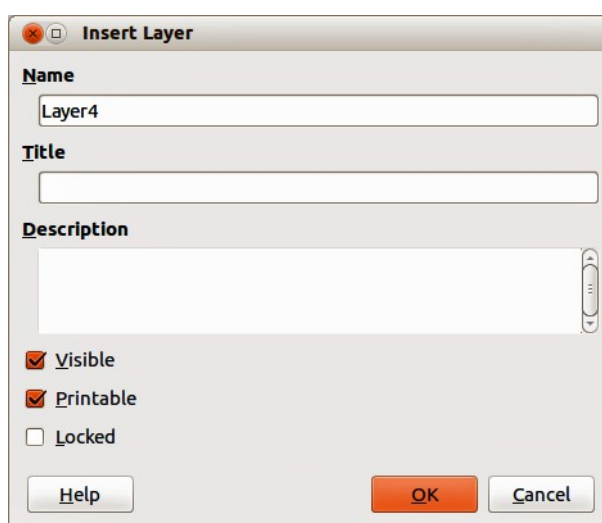 Insert Layer
Name
Layer4
Title
Description
Visible
Printable
Locked
Help OK Cancel